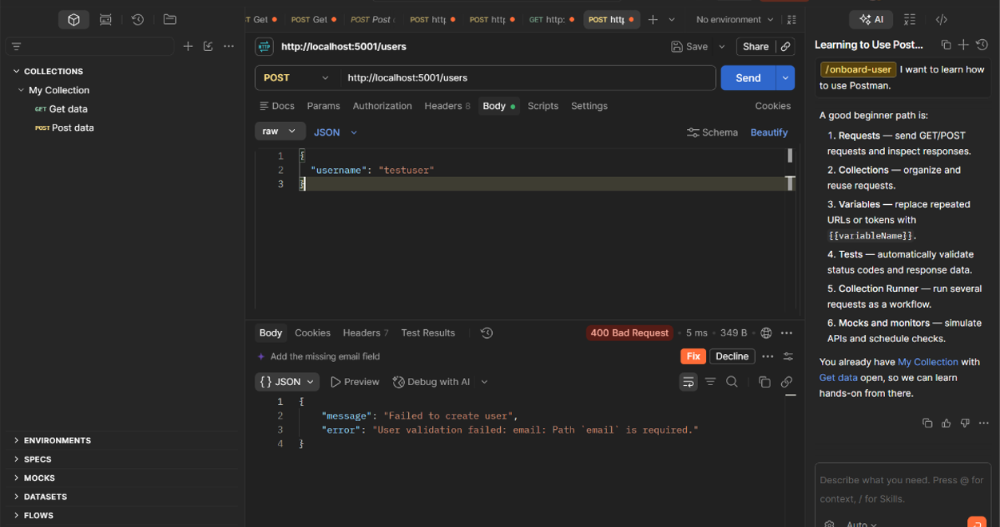 Get
POST Get
POST Post
POST
POST
GET http:
POST
No environment
AI
http://localhost:5001/users
Save
Share
POST http://localhost:5001/users
Send
Docs Params Authorization Headers 8 Body Scripts Settings Cookies
raw JSON Schema Beautify
1 {
2 "username": "testuser"
3 }
COLLECTIONS
My Collection
GET Get data
POST Post data
ENVIRONMENTS
SPECS
MOCKS
DATASETS
FLOWS
Body Cookies Headers 7 Test Results 400 Bad Request 5 ms 349 B
Add the missing email field Fix Decline
{} JSON Preview Debug with AI
1 {
2 "message": "Failed to create user",
3 "error": "User validation failed: email: Path `email` is required."
4 }
Learning to Use Post...
/onboard-user I want to learn how
to use Postman.
A good beginner path is:
1. Requests — send GET/POST
requests and inspect responses.
2. Collections — organize and
reuse requests.
3. Variables — replace repeated
URLs or tokens with
{{variableName}}.
4. Tests — automatically validate
status codes and response data.
5. Collection Runner — run several
requests as a workflow.
6. Mocks and monitors — simulate
APIs and schedule checks.
You already have My Collection with
Get data open, so we can learn
hands-on from there.
Describe what you need. Press @ for
context, / for Skills.
Auto